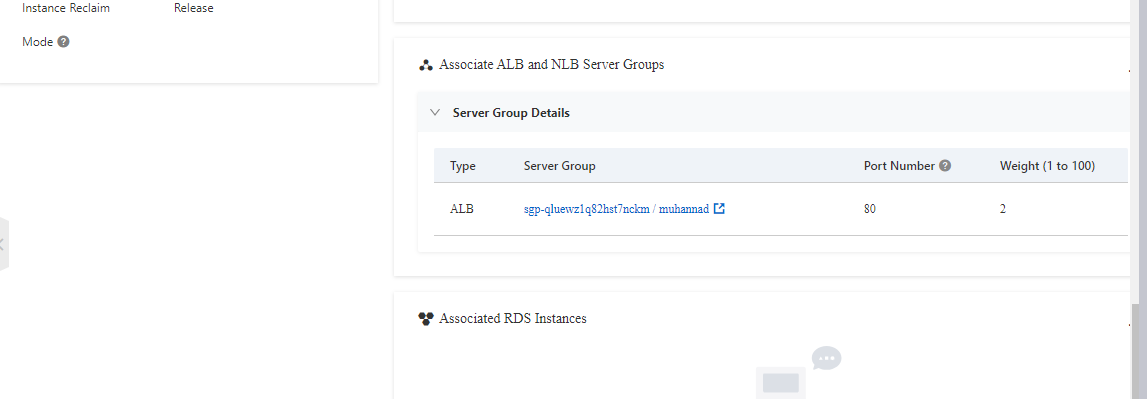 Instance Reclaim Release
Mode
Associate ALB and NLB Server Groups
Server Group Details
Type Server Group Port Number Weight (1 to 100)
ALB sgp-qluewz1q82hst7nckm / muhannad 80 2
Associated RDS Instances